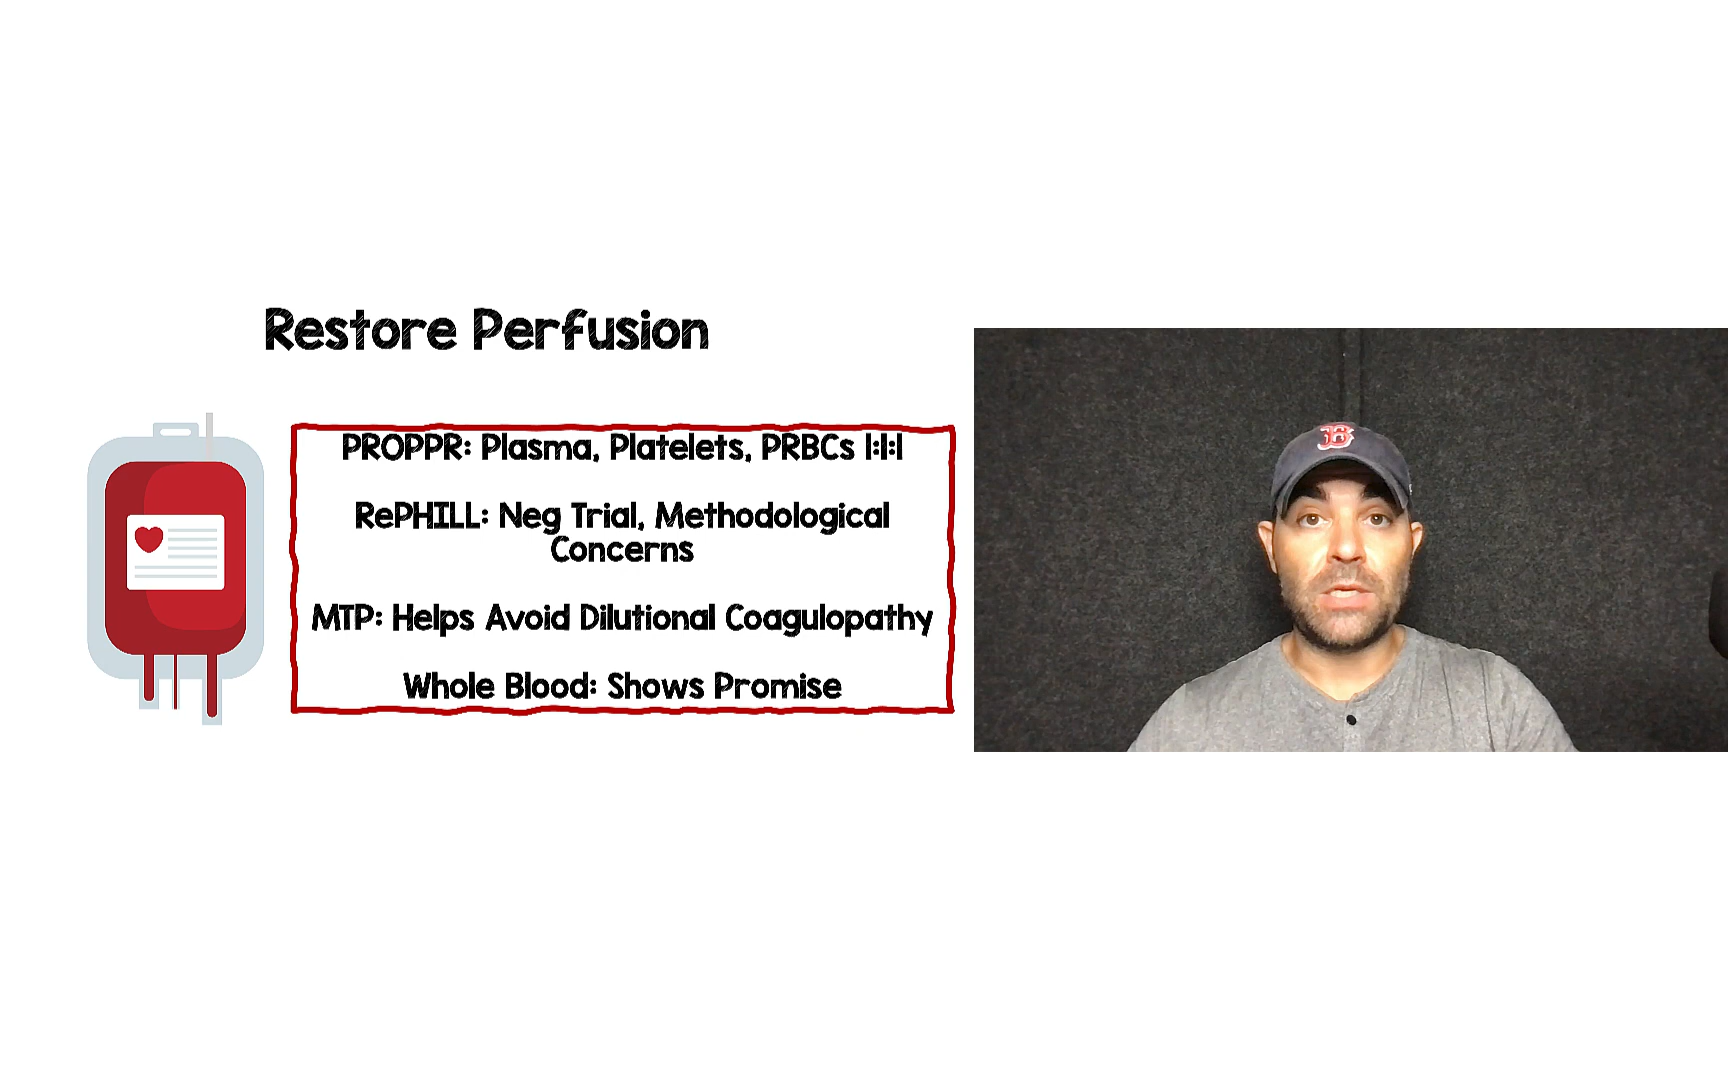 Restore Perfusion
PROPPR: Plasma, Platelets, PRBCs 1:1:1
RePHILL: Neg Trial, Methodological
Concerns
MTP: Helps Avoid Dilutional Coagulopathy
Whole Blood: Shows Promise
B